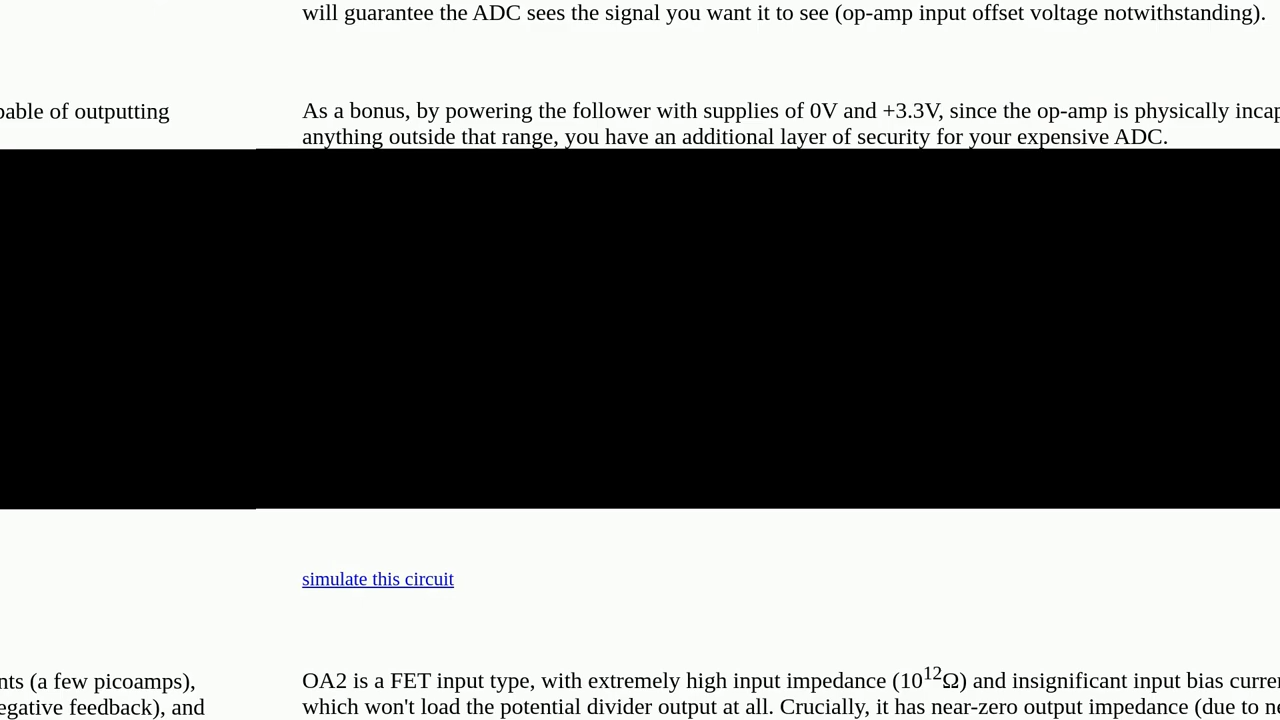 will guarantee the ADC sees the signal you want it to see (op-amp input offset voltage notwithstanding).
pable of outputting
As a bonus, by powering the follower with supplies of 0V and +3.3V, since the op-amp is physically incap
anything outside that range, you have an additional layer of security for your expensive ADC.
simulate this circuit
nts (a few picoamps),
OA2 is a FET input type, with extremely high input impedance (10¹²Ω) and insignificant input bias curre
egative feedback), and
which won't load the potential divider output at all. Crucially, it has near-zero output impedance (due to ne